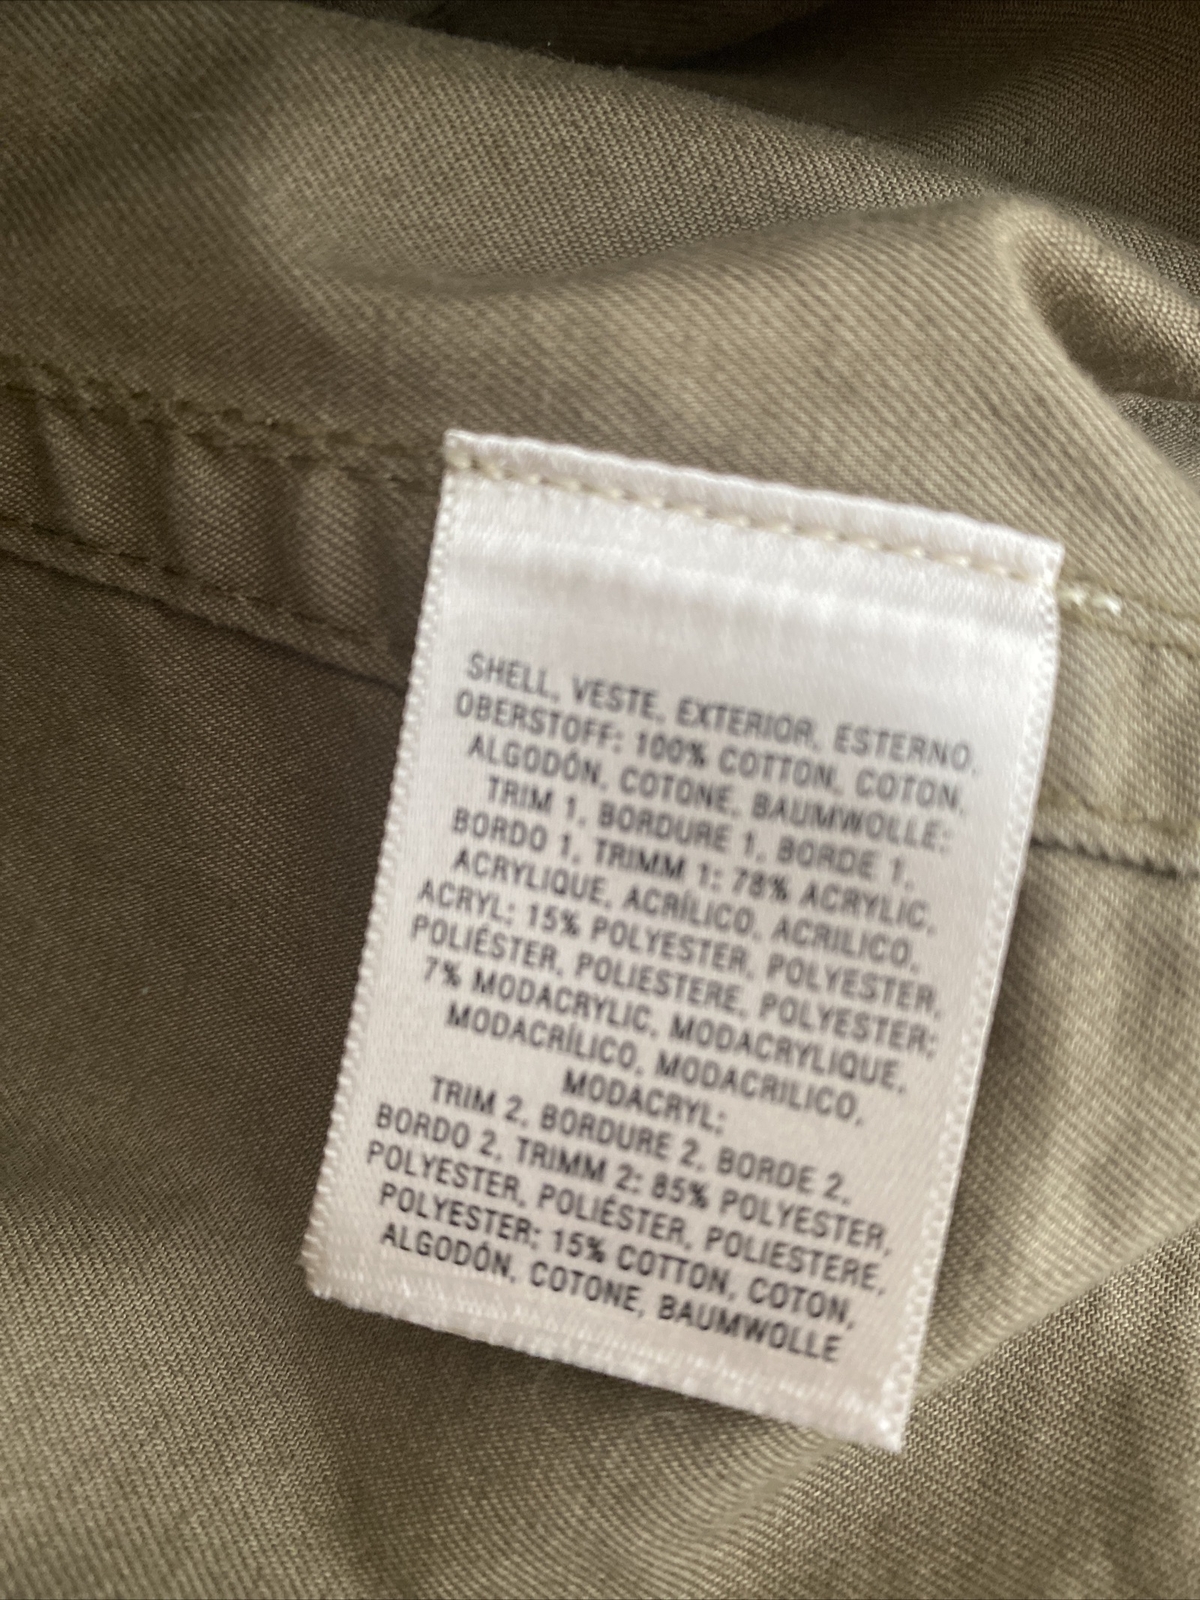 SHELL, VESTE, EXTERIOR, ESTERNO,
OBERSTOFF: 100% COTTON, COTON,
ALGODÓN, COTONE, BAUMWOLLE;
TRIM 1, BORDURE 1, BORDE 1,
BORDO 1, TRIMM 1: 78% ACRYLIC,
ACRYLIQUE, ACRÍLICO, ACRILICO,
ACRYL; 15% POLYESTER, POLYESTER,
POLIÉSTER, POLIESTERE, POLYESTER;
7% MODACRYLIC, MODACRYLIQUE,
MODACRÍLICO, MODACRILICO,
MODACRYL;
TRIM 2, BORDURE 2, BORDE 2,
BORDO 2, TRIMM 2: 85% POLYESTER,
POLYESTER, POLIÉSTER, POLIESTERE,
POLYESTER; 15% COTTON, COTON,
ALGODÓN, COTONE, BAUMWOLLE